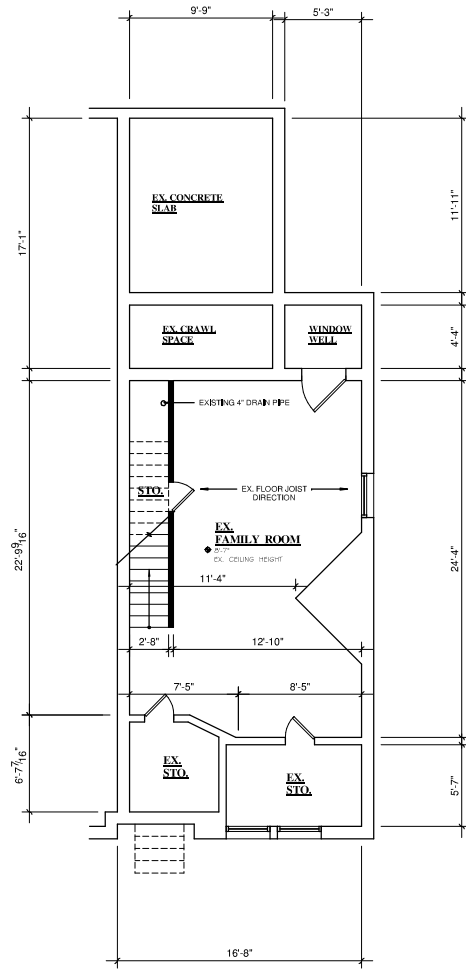 9'-9"
5'-3"
EX. CONCRETE
SLAB
17'-1"
11'-11"
EX. CRAWL
SPACE
WINDOW
WELL
4'-4"
EXISTING 4" DRAIN PIPE
STO.
EX. FLOOR JOIST
DIRECTION
EX.
FAMILY ROOM
8'-7"
EX. CEILING HEIGHT
22'-9 9/16"
24'-4"
11'-4"
2'-8"
12'-10"
7'-5"
8'-5"
6'-7 7/16"
EX.
STO.
EX.
STO.
5'-7"
16'-8"